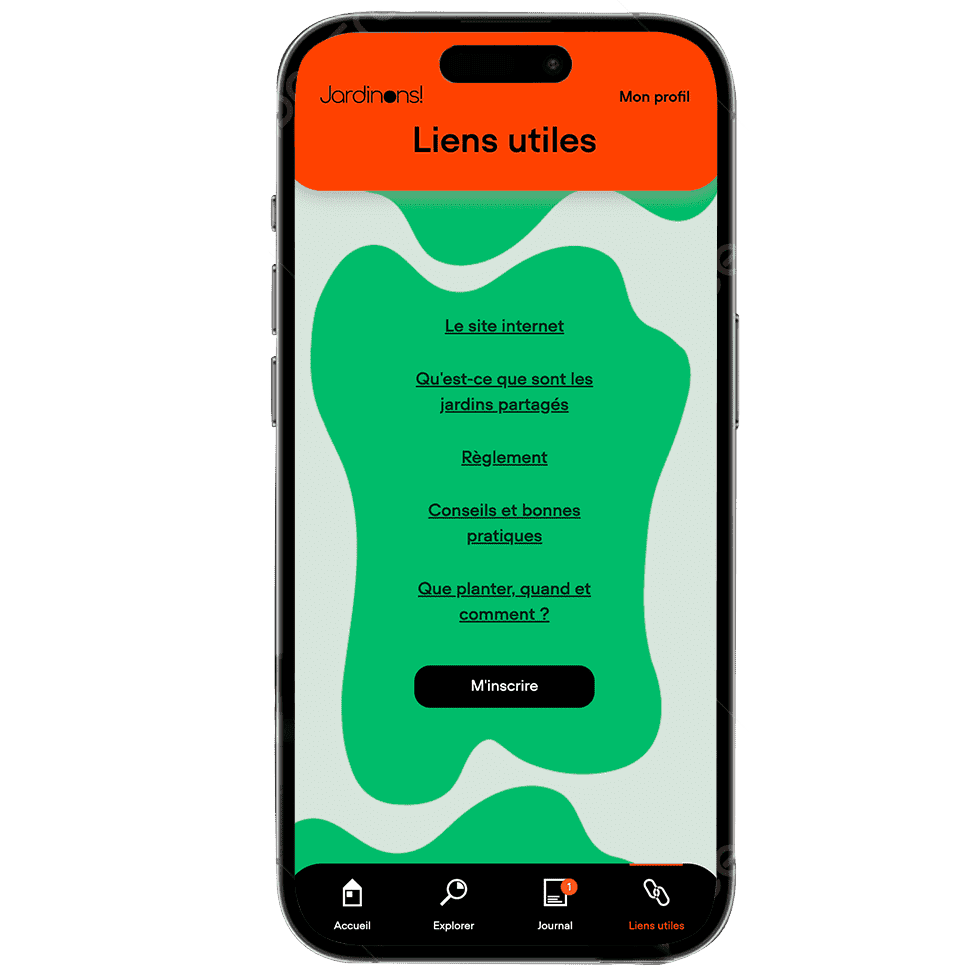 Jardinons!
Mon profil
Liens utiles
Le site internet
Qu'est-ce que sont les
jardins partagés
Règlement
Conseils et bonnes
pratiques
Que planter, quand et
comment ?
M'inscrire
1
Accueil
Explorer
Journal
Liens utiles